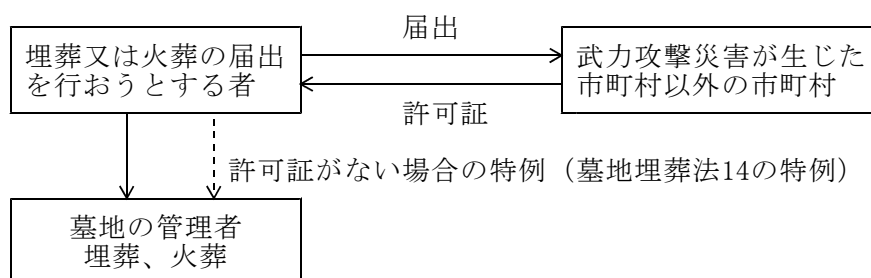 届出
埋葬又は火葬の届出
を行おうとする者
武力攻撃災害が生じた
市町村以外の市町村
許可証
許可証がない場合の特例（墓地埋葬法14の特例）
墓地の管理者
埋葬、火葬